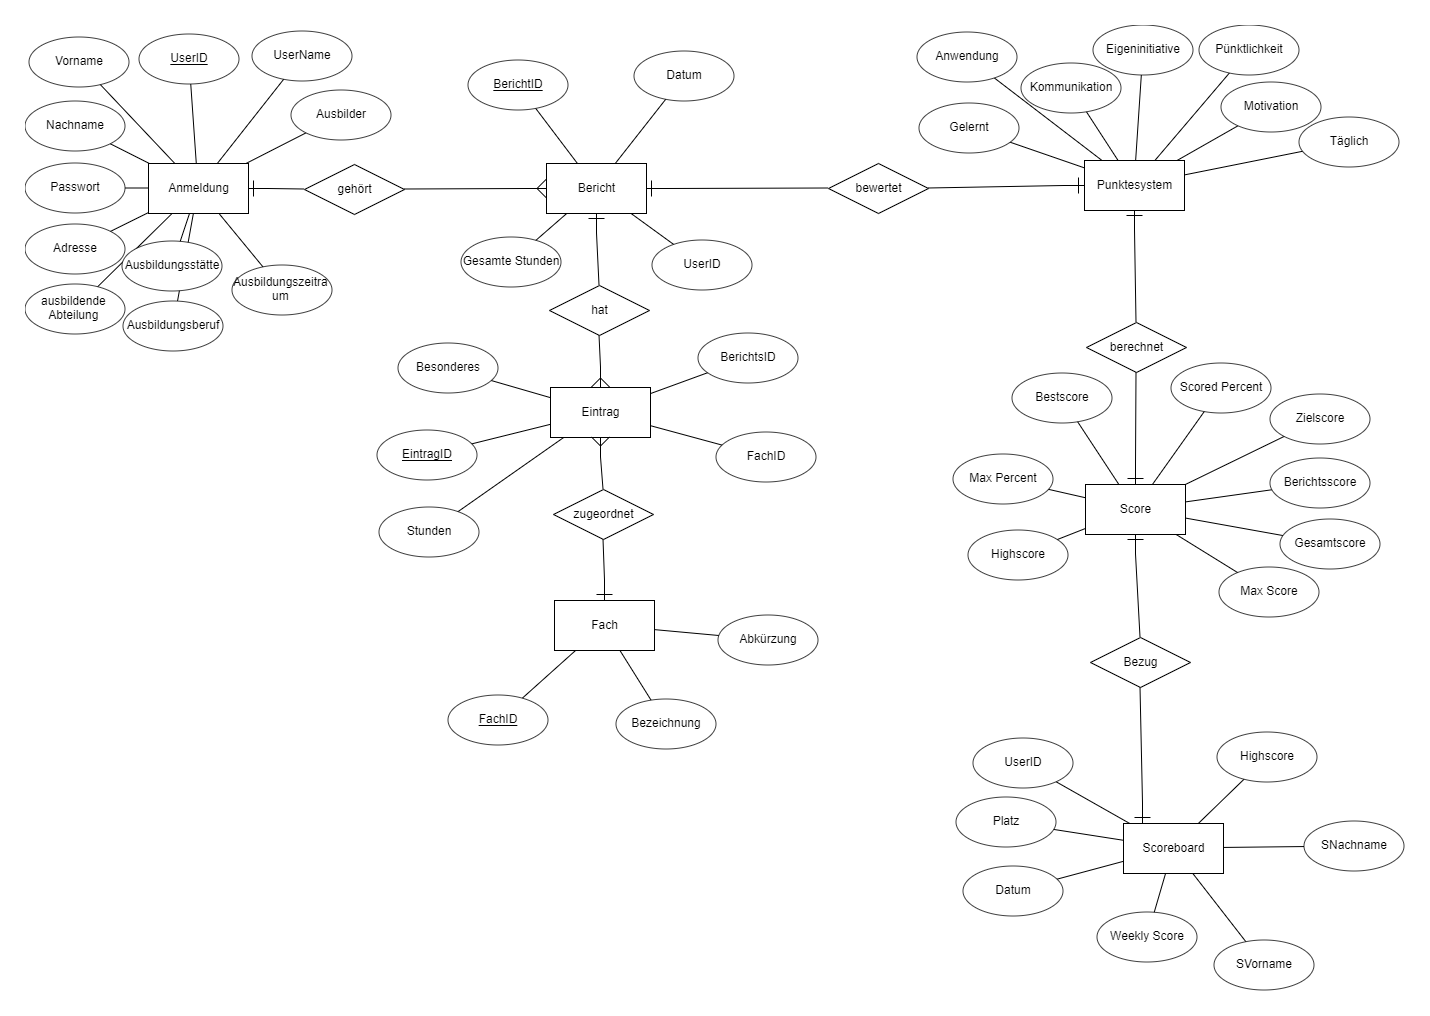 Vorname
UserID
UserName
Ausbilder
Nachname
Passwort
Anmeldung
Adresse
Ausbildungsstätte
ausbildende
Abteilung
Ausbildungsberuf
Ausbildungszeitra
um
gehört
BerichtID
Datum
Bericht
Gesamte Stunden
UserID
bewertet
Anwendung
Kommunikation
Eigeninitiative
Pünktlichkeit
Motivation
Täglich
Gelernt
Punktesystem
hat
Besonderes
BerichtsID
Eintrag
EintragID
FachID
Stunden
zugeordnet
Fach
Abkürzung
FachID
Bezeichnung
berechnet
Bestscore
Scored Percent
Zielscore
Max Percent
Berichtsscore
Score
Highscore
Gesamtscore
Max Score
Bezug
UserID
Highscore
Platz
Scoreboard
SNachname
Datum
Weekly Score
SVorname